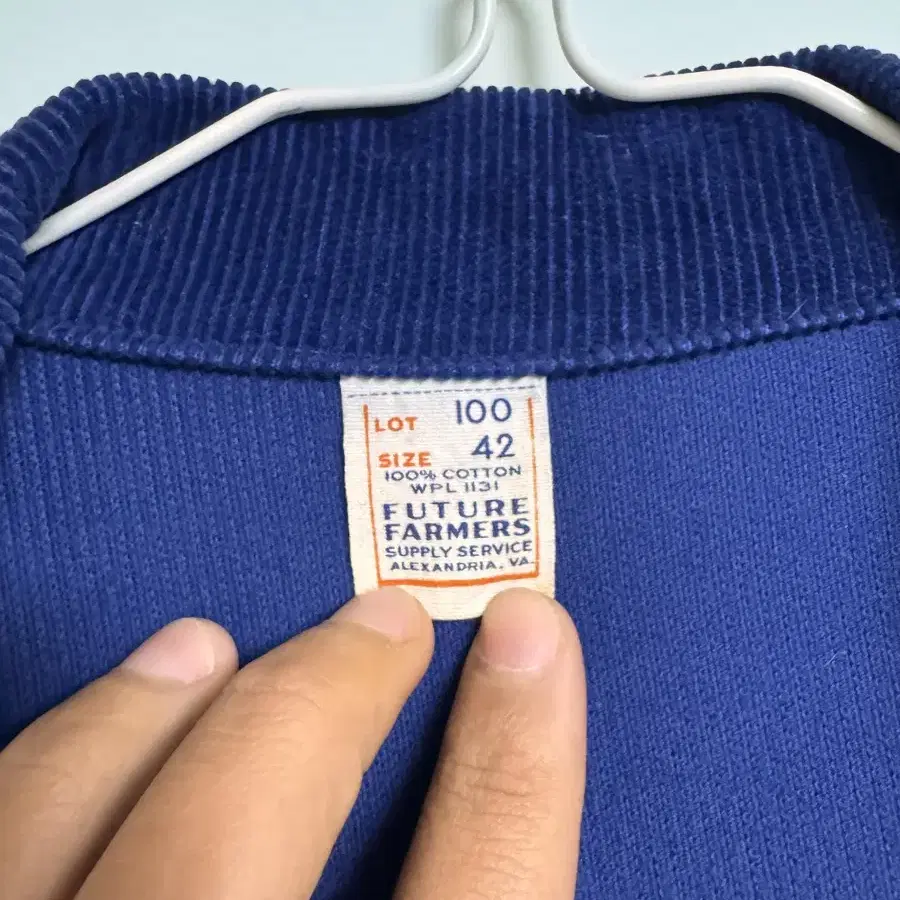 LOT 100
SIZE 42
100% COTTON
WPL 1131
FUTURE
FARMERS
SUPPLY SERVICE
ALEXANDRIA, VA.